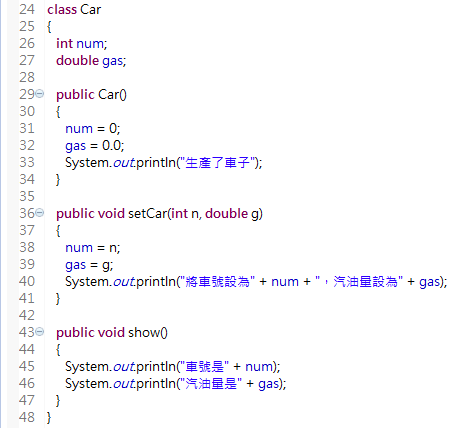 24 class Car
25 {
26 int num;
27 double gas;
28
29 public Car()
30 {
31 num = 0;
32 gas = 0.0;
33 System.out.println("生產了車子");
34 }
35
36 public void setCar(int n, double g)
37 {
38 num = n;
39 gas = g;
40 System.out.println("將車號設為" + num + "，汽油量設為" + gas);
41 }
42
43 public void show()
44 {
45 System.out.println("車號是" + num);
46 System.out.println("汽油量是" + gas);
47 }
48 }